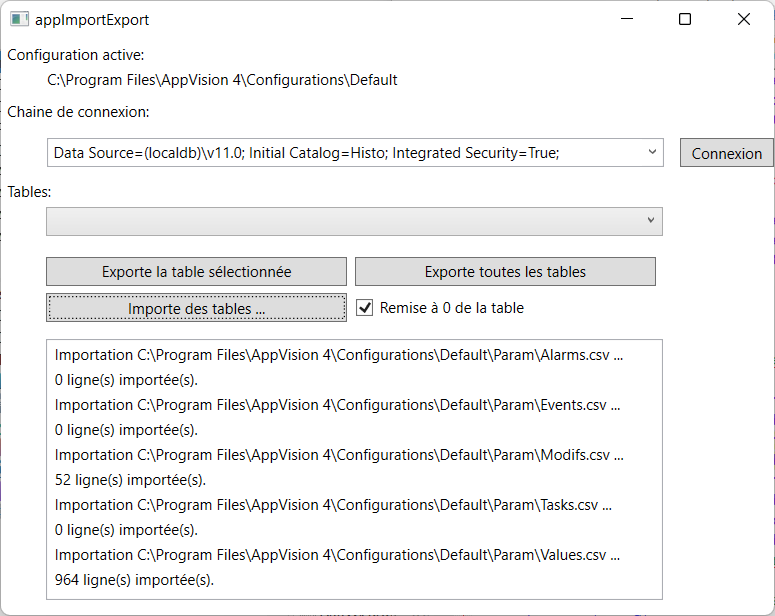 appImportExport
Configuration active:
C:\Program Files\AppVision 4\Configurations\Default
Chaine de connexion:
Data Source=(localdb)\v11.0; Initial Catalog=Histo; Integrated Security=True;
Connexion
Tables:
Exporte la table sélectionnée
Exporte toutes les tables
Importe des tables ...
Remise à 0 de la table
Importation C:\Program Files\AppVision 4\Configurations\Default\Param\Alarms.csv ...
0 ligne(s) importée(s).
Importation C:\Program Files\AppVision 4\Configurations\Default\Param\Events.csv ...
0 ligne(s) importée(s).
Importation C:\Program Files\AppVision 4\Configurations\Default\Param\Modifs.csv ...
52 ligne(s) importée(s).
Importation C:\Program Files\AppVision 4\Configurations\Default\Param\Tasks.csv ...
0 ligne(s) importée(s).
Importation C:\Program Files\AppVision 4\Configurations\Default\Param\Values.csv ...
964 ligne(s) importée(s).